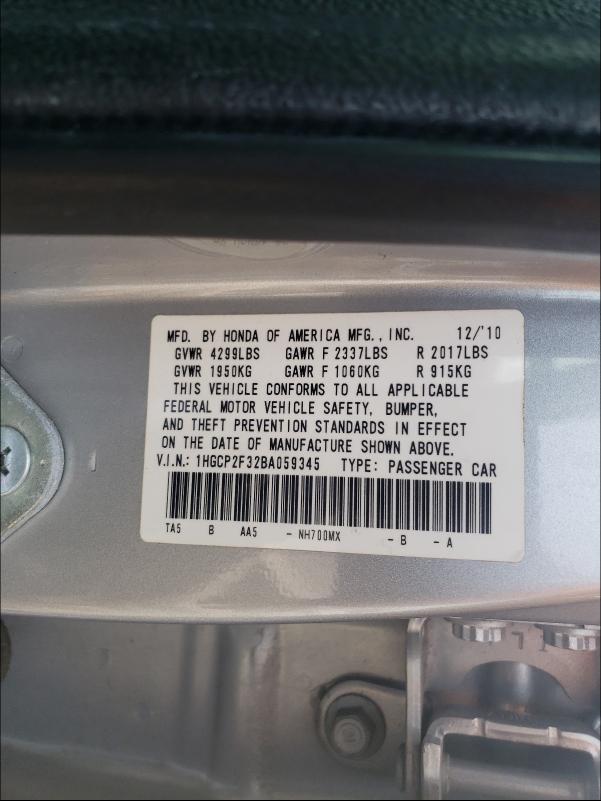 MFD. BY HONDA OF AMERICA MFG., INC. 12/'10
GVWR 4299LBS GAWR F 2337LBS R 2017LBS
GVWR 1950KG GAWR F 1060KG R 915KG
THIS VEHICLE CONFORMS TO ALL APPLICABLE
FEDERAL MOTOR VEHICLE SAFETY, BUMPER,
AND THEFT PREVENTION STANDARDS IN EFFECT
ON THE DATE OF MANUFACTURE SHOWN ABOVE.
V.I.N.: 1HGCP2F32BA059345 TYPE: PASSENGER CAR
TA5 B AA5 - NH700MX - B - A